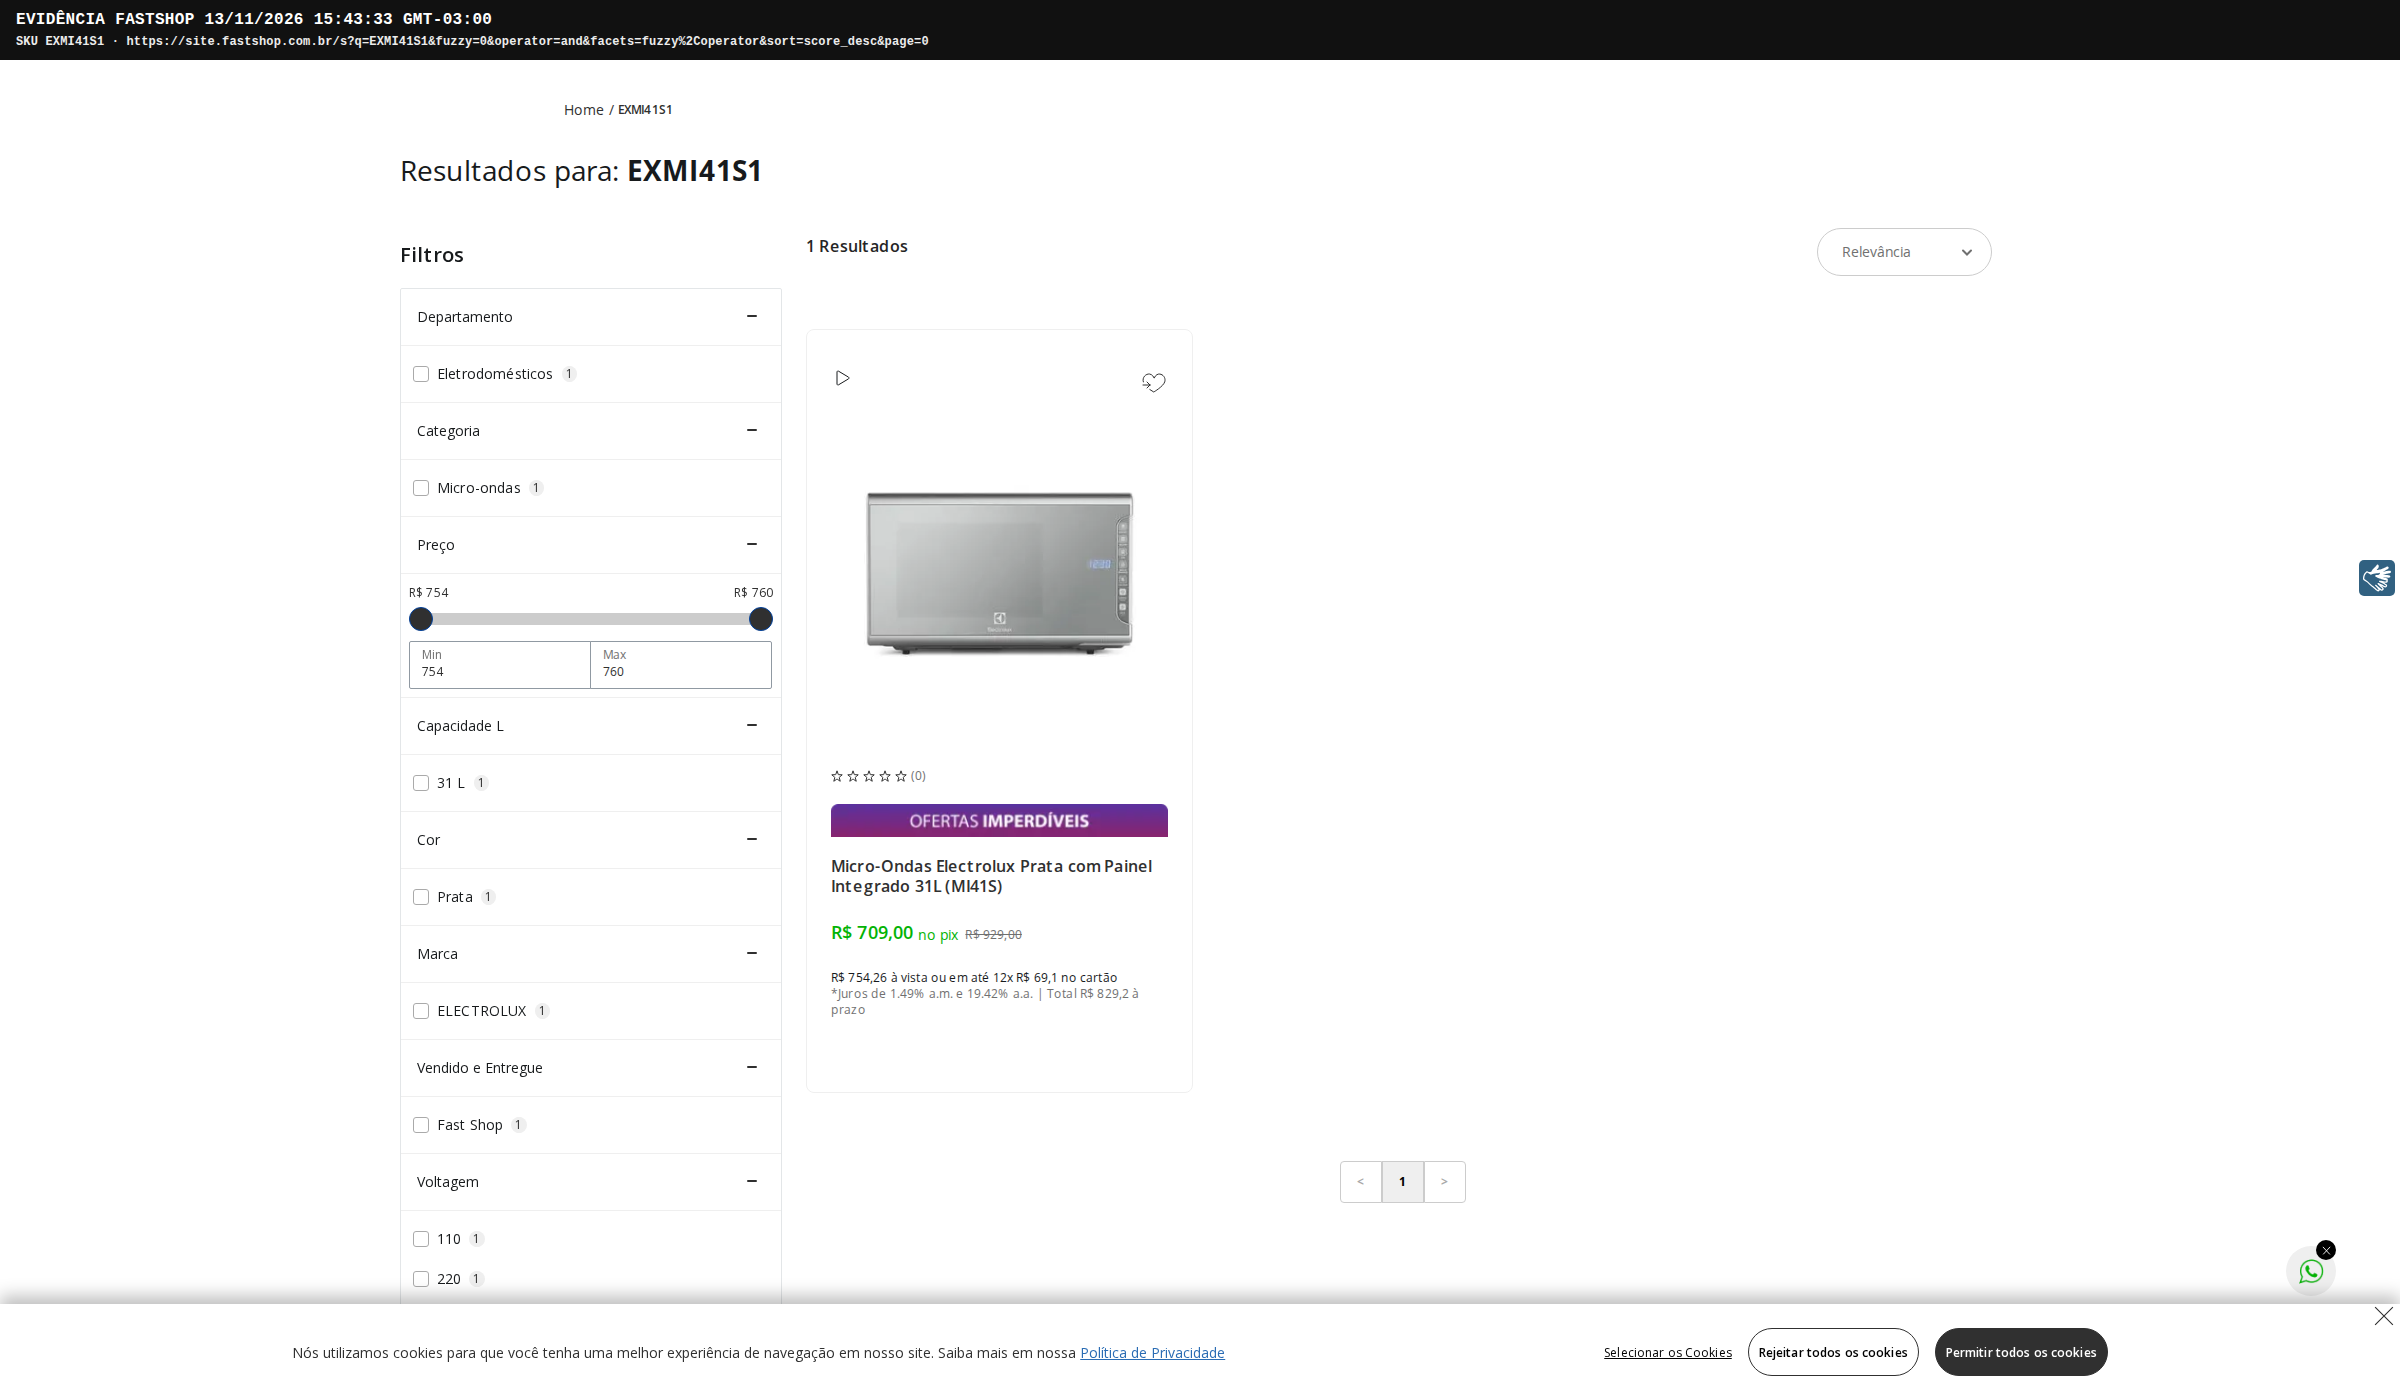 EVIDÊNCIA FASTSHOP 13/11/2026 15:43:33 GMT-03:00
SKU EXMI41S1 · https://site.fastshop.com.br/s?q=EXMI41S1&fuzzy=0&operator=and&facets=fuzzy%2Coperator&sort=score_desc&page=0
Home / EXMI41S1
Resultados para: EXMI41S1
Filtros
1 Resultados
Relevância
Departamento
Eletrodomésticos 1
Categoria
Micro-ondas 1
Preço
R$ 754 R$ 760
Min Max
754 760
Capacidade L
31 L 1
Cor
Prata 1
Marca
ELECTROLUX 1
Vendido e Entregue
Fast Shop 1
Voltagem
110 1
220 1
Electrolux
(0)
OFERTAS IMPERDÍVEIS
Micro-Ondas Electrolux Prata com Painel
Integrado 31L (MI41S)
R$ 709,00 no pix R$ 929,00
R$ 754,26 à vista ou em até 12x R$ 69,1 no cartão
*Juros de 1.49% a.m. e 19.42% a.a. | Total R$ 829,2 à
prazo
< 1 >
Nós utilizamos cookies para que você tenha uma melhor experiência de navegação em nosso site. Saiba mais em nossa Política de Privacidade
Selecionar os Cookies
Rejeitar todos os cookies
Permitir todos os cookies